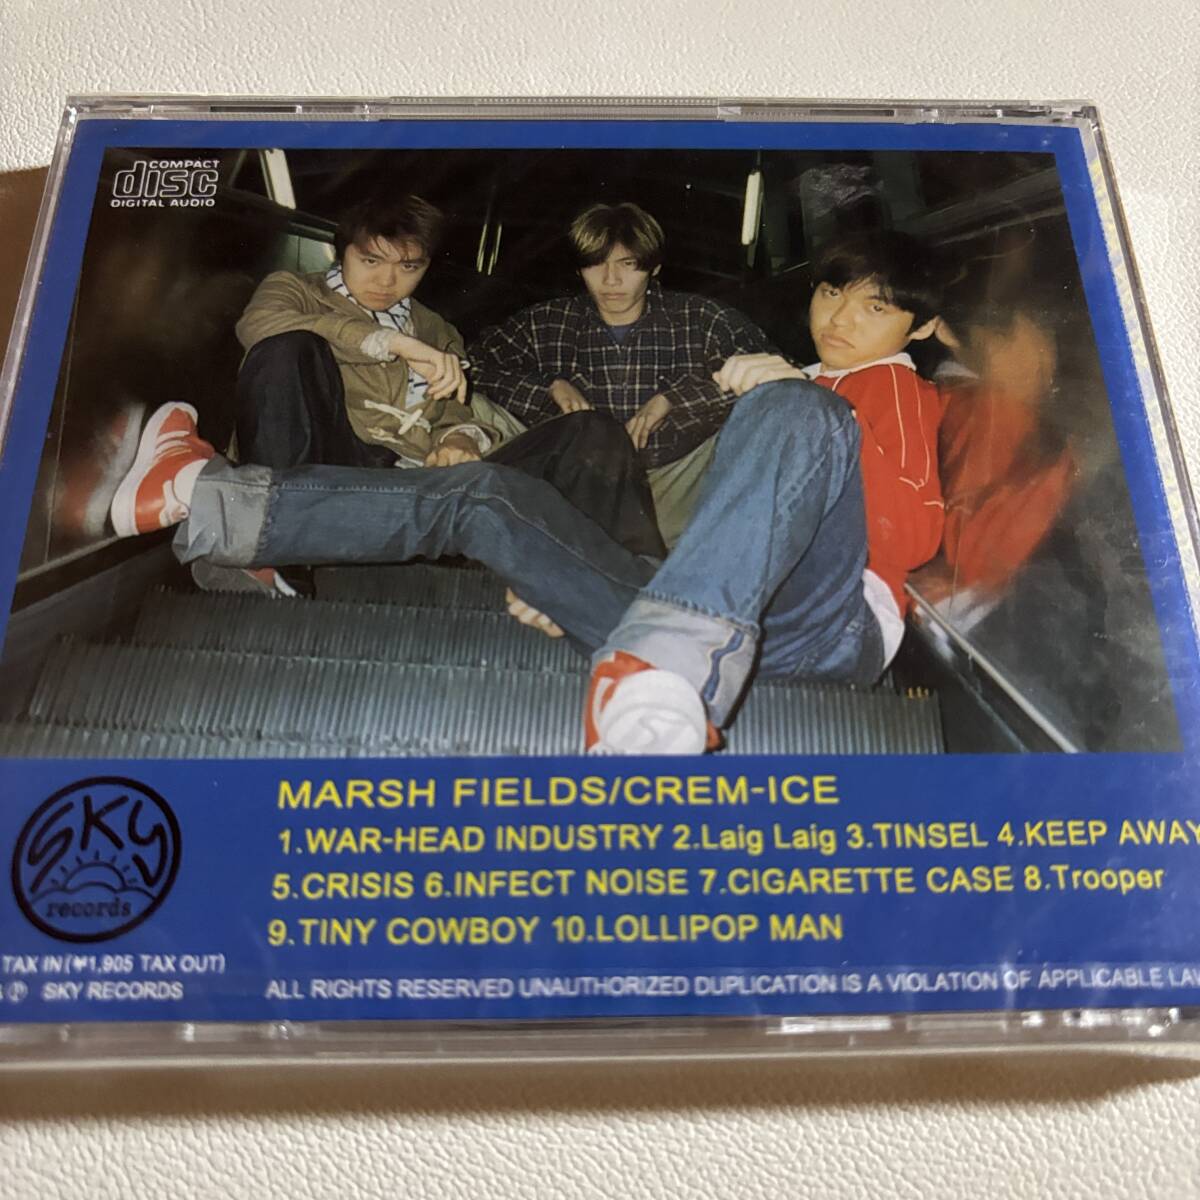 COMPACT
disc
DIGITAL AUDIO
MARSH FIELDS/CREM-ICE
1.WAR-HEAD INDUSTRY 2.Laig Laig 3.TINSEL 4.KEEP AWAY
5.CRISIS 6.INFECT NOISE 7.CIGARETTE CASE 8.Trooper
9.TINY COWBOY 10.LOLLIPOP MAN
SKY
records
TAX IN(¥1,905 TAX OUT)
℗ SKY RECORDS
ALL RIGHTS RESERVED UNAUTHORIZED DUPLICATION IS A VIOLATION OF APPLICABLE LAW